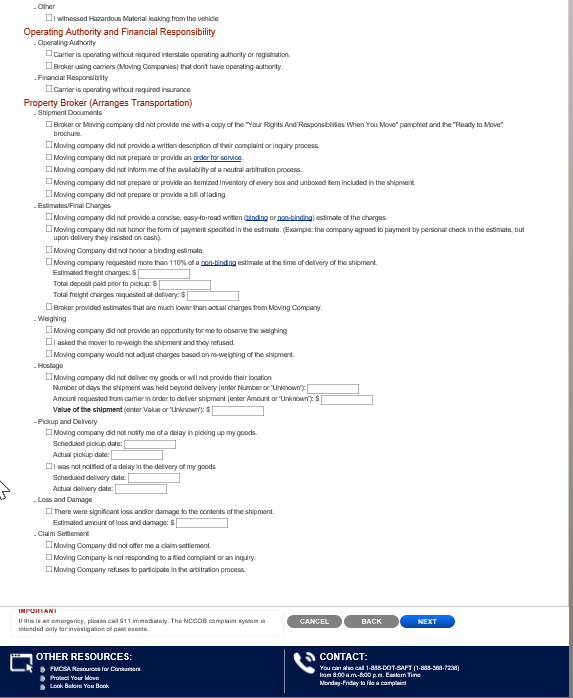 . Other
I witnessed Hazardous Material leaking from the vehicle
Operating Authority and Financial Responsibility
. Operating Authority
Carrier is operating without required interstate operating authority or registration.
Broker using carriers (Moving Companies) that don't have operating authority.
. Financial Responsibility
Carrier is operating without required insurance
Property Broker (Arranges Transportation)
. Shipment Documents
Broker or Moving company did not provide me with a copy of the "Your Rights And Responsibilities When You Move" pamphlet and the "Ready to Move"
brochure.
Moving company did not provide a written description of their complaint or inquiry process.
Moving company did not prepare or provide an order for service.
Moving company did not inform me of the availability of a neutral arbitration process.
Moving company did not prepare or provide an itemized inventory of every box and unboxed item included in the shipment
Moving company did not prepare or provide a bill of lading.
. Estimates/Final Charges
Moving company did not provide a concise, easy-to-read written (binding or non-binding) estimate of the charges.
Moving company did not honor the form of payment specified in the estimate. (Example: the company agreed to payment by personal check in the estimate, but
upon delivery they insisted on cash).
Moving Company did not honor a binding estimate.
Moving company requested more than 110% of a non-binding estimate at the time of delivery of the shipment.
Estimated freight charges: $
Total deposit paid prior to pickup: $
Total freight charges requested at delivery: $
Broker provided estimates that are much lower than actual charges from Moving Company.
. Weighing
Moving company did not provide an opportunity for me to observe the weighing
I asked the mover to re-weigh the shipment and they refused.
Moving company would not adjust charges based on re-weighing of the shipment.
. Hostage
Moving company did not deliver my goods or will not provide their location
Number of days the shipment was held beyond delivery (enter Number or 'Unknown'):
Amount requested from carrier in order to deliver shipment (enter Amount or 'Unknown'): $
Value of the shipment (enter Value or 'Unknown'): $
. Pickup and Delivery
Moving company did not notify me of a delay in picking up my goods.
Scheduled pickup date:
Actual pickup date:
I was not notified of a delay in the delivery of my goods
Scheduled delivery date:
Actual delivery date:
. Loss and Damage
There were significant loss and/or damage to the contents of the shipment.
Estimated amount of loss and damage: $
. Claim Settlement
Moving Company did not offer me a claim settlement.
Moving Company is not responding to a filed complaint or an inquiry.
Moving Company refuses to participate in the arbitration process.
IMPORTANT
If this is an emergency, please call 911 immediately. The NCCDB complaint system is
intended only for investigation of past events.
CANCEL BACK NEXT
OTHER RESOURCES:
FMCSA Resources for Consumers
Protect Your Move
Look Before You Book
CONTACT:
You can also call 1-888-DOT-SAFT (1-888-368-7238)
from 8:00 a.m.-8:00 p.m. Eastern Time
Monday-Friday to file a complaint